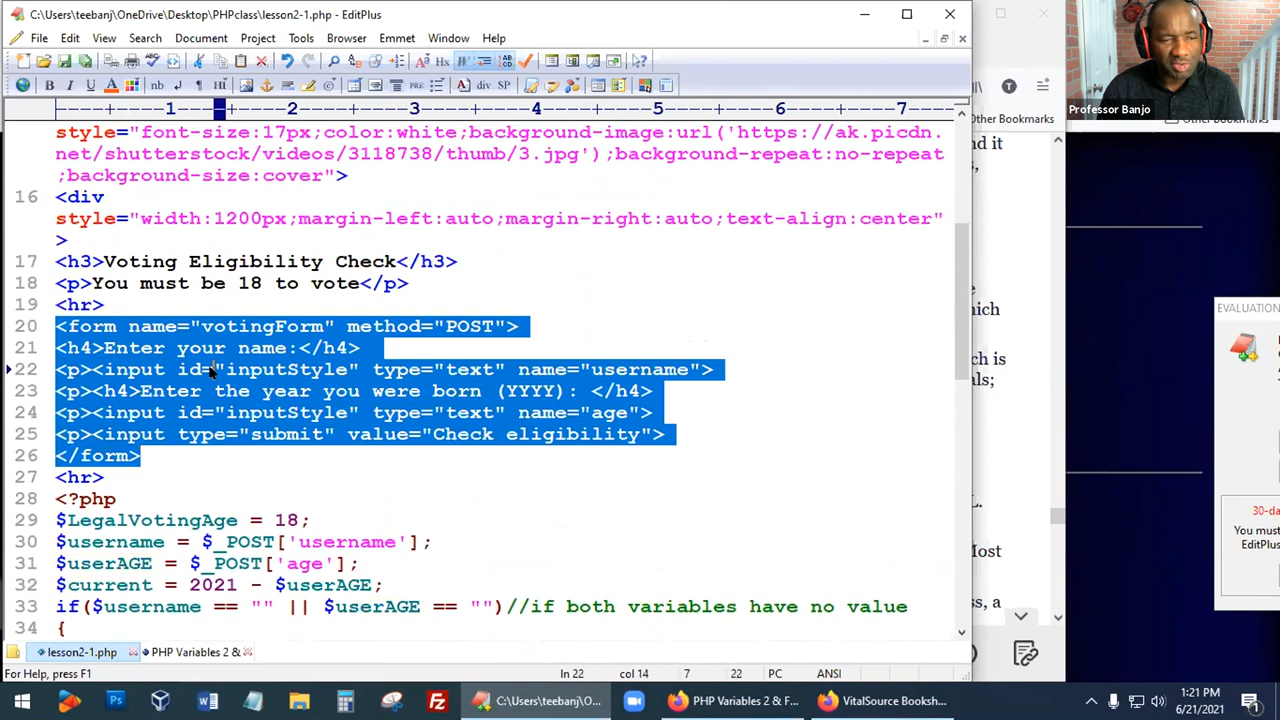 C:\Users\teebanj\OneDrive\Desktop\PHPclass\lesson2-1.php - EditPlus
File Edit View Search Document Project Tools Browser Emmet Window Help
Professor Banjo
Other Bookmarks
style="font-size:17px;color:white;background-image:url('https://ak.picdn.
net/shutterstock/videos/3118738/thumb/3.jpg');background-repeat:no-repeat
;background-size:cover">
16 <div
style="width:1200px;margin-left:auto;margin-right:auto;text-align:center"
>
17 <h3>Voting Eligibility Check</h3>
18 <p>You must be 18 to vote</p>
19 <hr>
20 <form name="votingForm" method="POST">
21 <h4>Enter your name:</h4>
22 <p><input id="inputStyle" type="text" name="username">
23 <p><h4>Enter the year you were born (YYYY): </h4>
24 <p><input id="inputStyle" type="text" name="age">
25 <p><input type="submit" value="Check eligibility">
26 </form>
27 <hr>
28 <?php
29 $LegalVotingAge = 18;
30 $username = $_POST['username'];
31 $userAGE = $_POST['age'];
32 $current = 2021 - $userAGE;
33 if($username == "" || $userAGE == "")//if both variables have no value
34 {
EVALUATION
30-da
You must
EDITPlus
lesson2-1.php PHP Variables 2 &
For Help, press F1 ln 22 col 14 7 22 PC ANSI
C:\Users\teebanj\O... PHP Variables 2 & F... VitalSource Booksh...
1:21 PM
6/21/2021